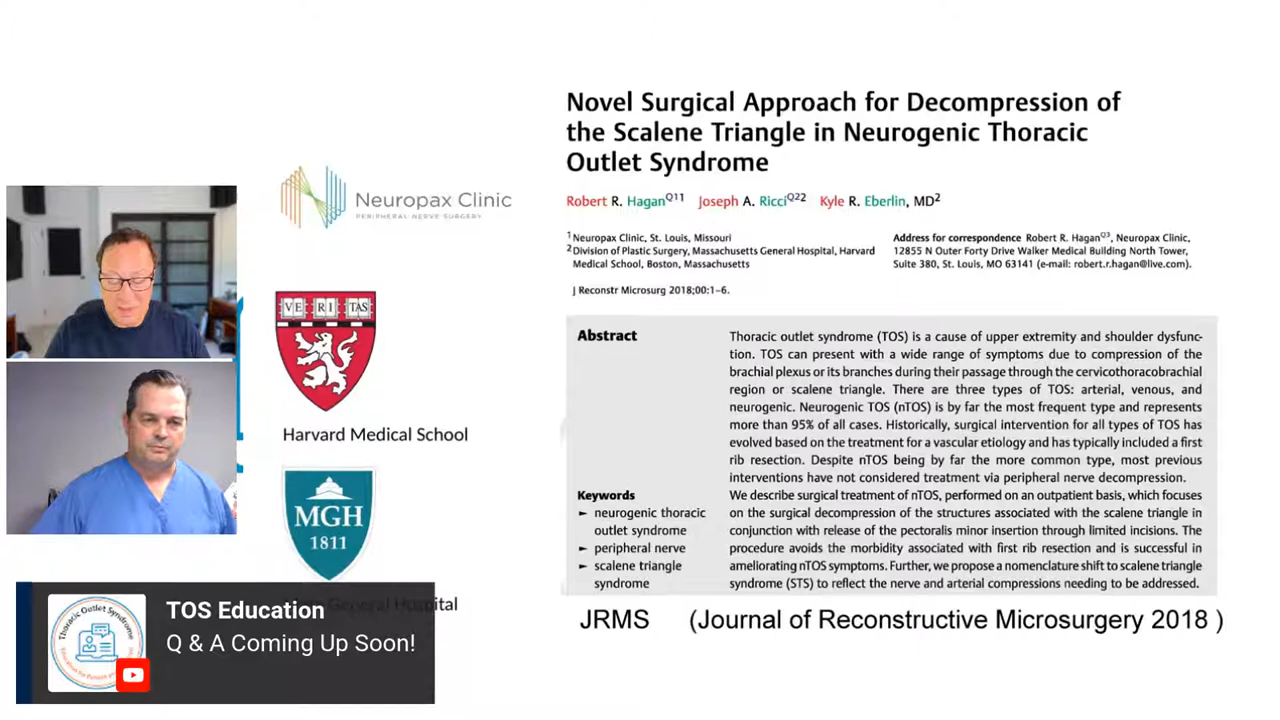 Novel Surgical Approach for Decompression of
the Scalene Triangle in Neurogenic Thoracic
Outlet Syndrome
Robert R. HaganQ11 Joseph A. RicciQ22 Kyle R. Eberlin, MD2
1 Neuropax Clinic, St. Louis, Missouri
2 Division of Plastic Surgery, Massachusetts General Hospital, Harvard
Medical School, Boston, Massachusetts
Address for correspondence Robert R. HaganQ3, Neuropax Clinic,
12855 N Outer Forty Drive Walker Medical Building North Tower,
Suite 380, St. Louis, MO 63141 (e-mail: robert.r.hagan@live.com).
J Reconstr Microsurg 2018;00:1–6.
Abstract
Thoracic outlet syndrome (TOS) is a cause of upper extremity and shoulder dysfunc-
tion. TOS can present with a wide range of symptoms due to compression of the
brachial plexus or its branches during their passage through the cervicothoracobrachial
region or scalene triangle. There are three types of TOS: arterial, venous, and
neurogenic. Neurogenic TOS (nTOS) is by far the most frequent type and represents
more than 95% of all cases. Historically, surgical intervention for all types of TOS has
evolved based on the treatment for a vascular etiology and has typically included a first
rib resection. Despite nTOS being by far the more common type, most previous
interventions have not considered treatment via peripheral nerve decompression.
We describe surgical treatment of nTOS, performed on an outpatient basis, which focuses
on the surgical decompression of the structures associated with the scalene triangle in
conjunction with release of the pectoralis minor insertion through limited incisions. The
procedure avoids the morbidity associated with first rib resection and is successful in
ameliorating nTOS symptoms. Further, we propose a nomenclature shift to scalene triangle
syndrome (STS) to reflect the nerve and arterial compressions needing to be addressed.
Keywords
► neurogenic thoracic
outlet syndrome
► peripheral nerve
► scalene triangle
syndrome
JRMS (Journal of Reconstructive Microsurgery 2018 )
Neuropax Clinic
PERIPHERAL NERVE SURGERY
VE RI TAS
Harvard Medical School
MGH
1811
General Hospital
Thoracic Outlet Syndrome
TOS Education
Q & A Coming Up Soon!